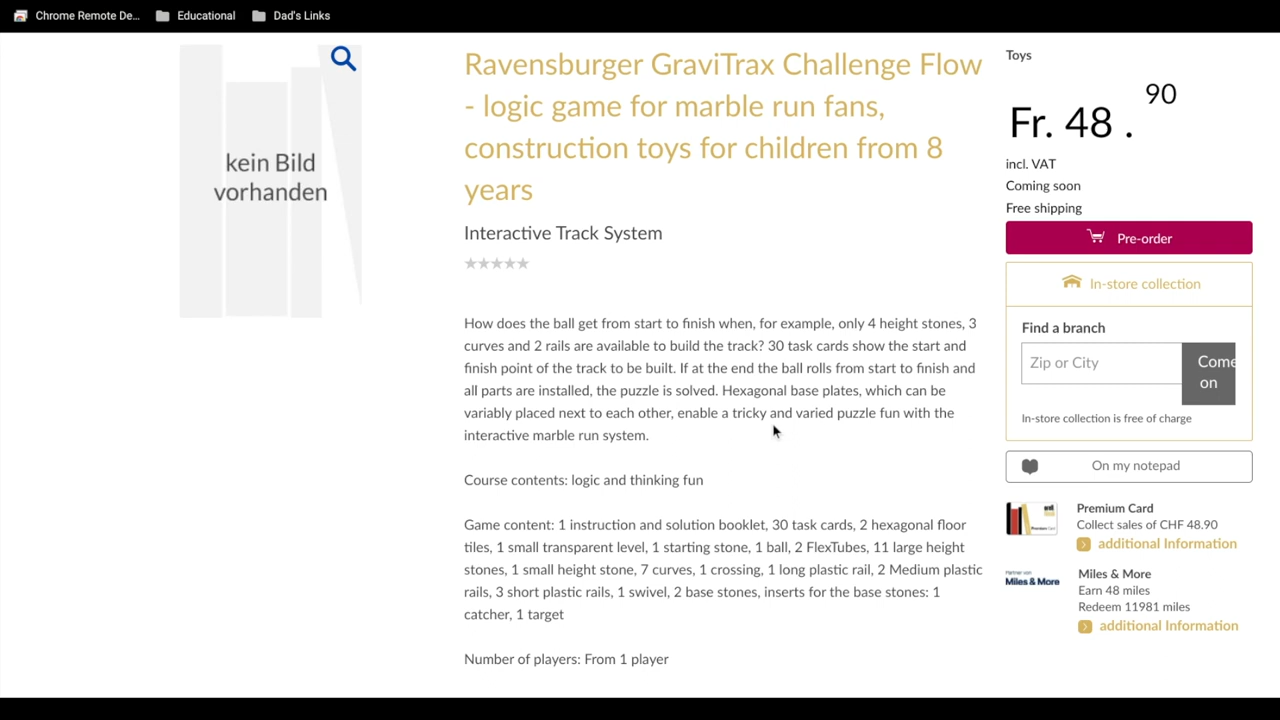 Chrome Remote De...
Educational
Dad's Links
kein Bild
vorhanden
Ravensburger GraviTrax Challenge Flow
- logic game for marble run fans,
construction toys for children from 8
years
Interactive Track System
How does the ball get from start to finish when, for example, only 4 height stones, 3
curves and 2 rails are available to build the track? 30 task cards show the start and
finish point of the track to be built. If at the end the ball rolls from start to finish and
all parts are installed, the puzzle is solved. Hexagonal base plates, which can be
variably placed next to each other, enable a tricky and varied puzzle fun with the
interactive marble run system.
Course contents: logic and thinking fun
Game content: 1 instruction and solution booklet, 30 task cards, 2 hexagonal floor
tiles, 1 small transparent level, 1 starting stone, 1 ball, 2 FlexTubes, 11 large height
stones, 1 small height stone, 7 curves, 1 crossing, 1 long plastic rail, 2 Medium plastic
rails, 3 short plastic rails, 1 swivel, 2 base stones, inserts for the base stones: 1
catcher, 1 target
Number of players: From 1 player
Toys
Fr. 48 . 90
incl. VAT
Coming soon
Free shipping
Pre-order
In-store collection
Find a branch
Zip or City
Come
on
In-store collection is free of charge
On my notepad
Premium Card
Collect sales of CHF 48.90
additional Information
Miles & More
Miles & More
Earn 48 miles
Redeem 11981 miles
additional Information